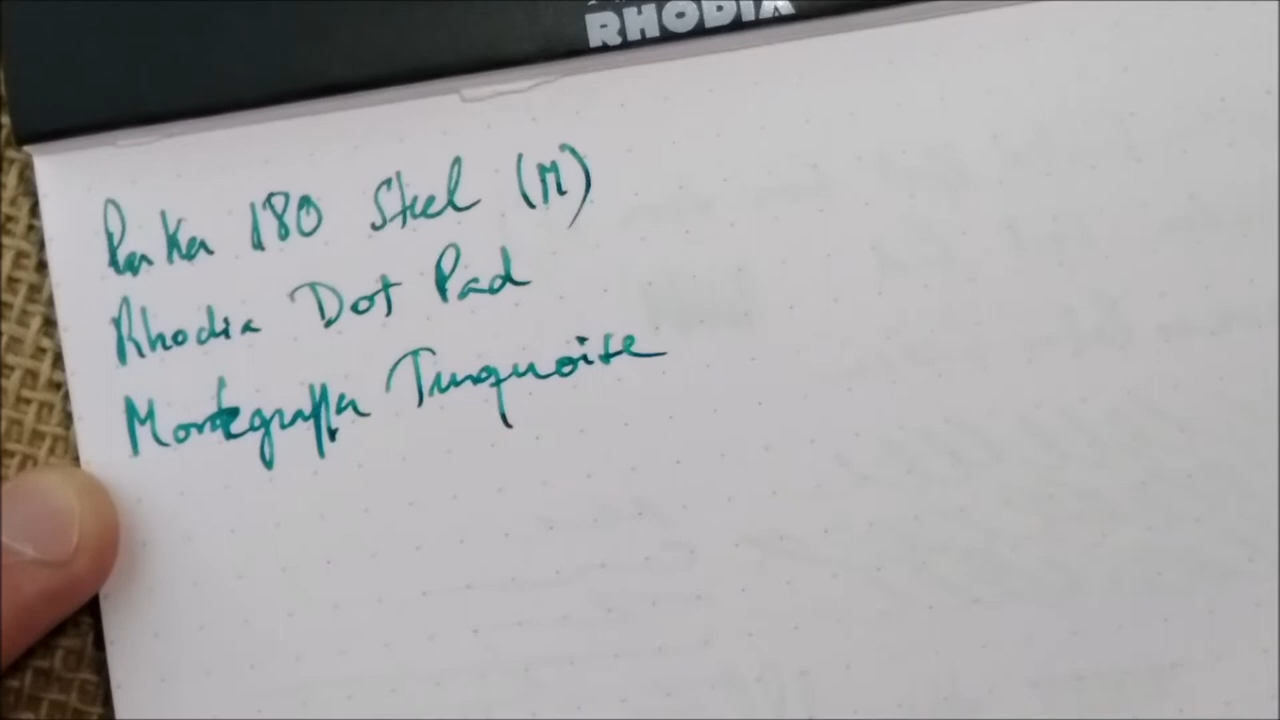 RHODIA
Parker 180 Steel (M)
Rhodia Dot Pad
Montegrappa Turquoise